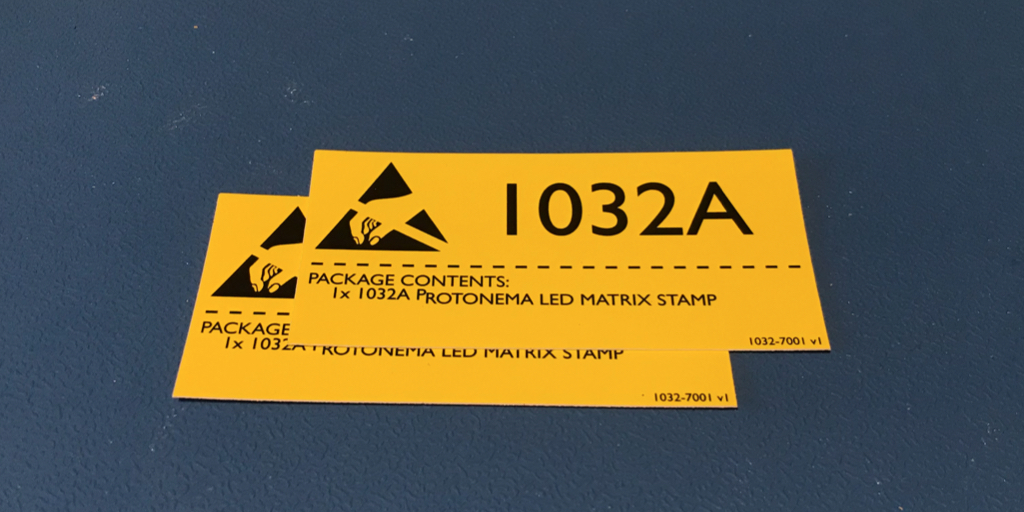 1032A
PACKAGE CONTENTS:
1x 1032A PROTONEMA LED MATRIX STAMP
1032-7001 v1
PACKAGE
1x 1032A PROTONEMA LED MATRIX STAMP
1032-7001 v1